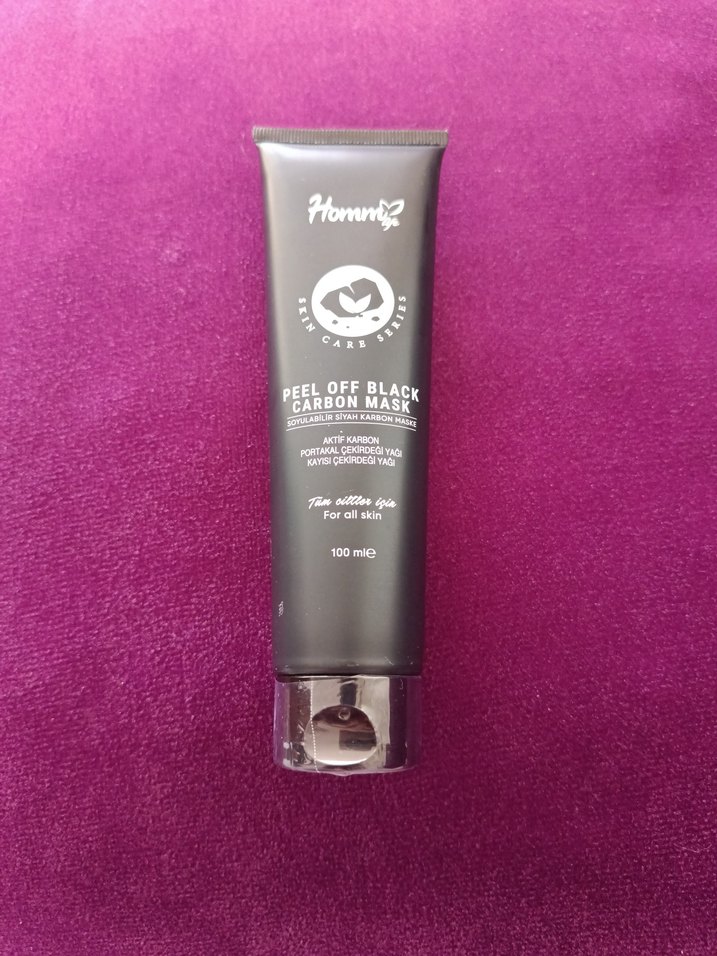 Homm life
SKIN CARE SERIES
PEEL OFF BLACK
CARBON MASK
SOYULABİLİR SİYAH KARBON MASKE
AKTİF KARBON
PORTAKAL ÇEKİRDEĞİ YAĞI
KAYISI ÇEKİRDEĞİ YAĞI
Tüm ciltler için
For all skin
100 ml℮